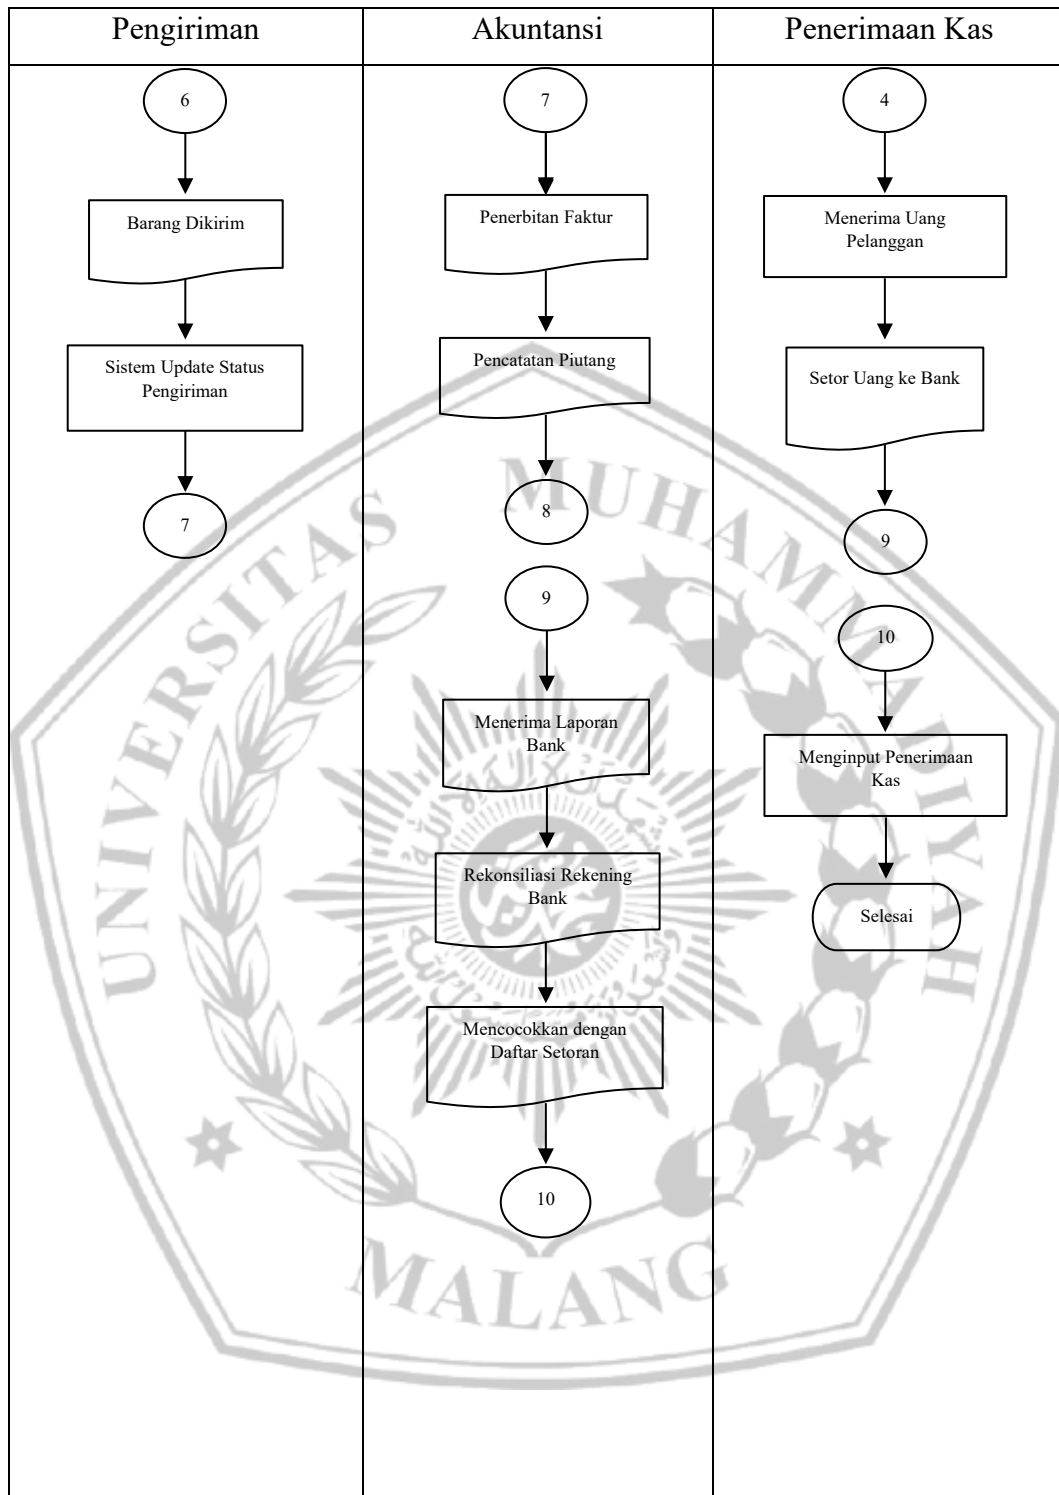 Pengiriman
Akuntansi
Penerimaan Kas
6
Barang Dikirim
Sistem Update Status
Pengiriman
7
7
Penerbitan Faktur
Pencatatan Piutang
8
9
Menerima Laporan
Bank
Rekonsiliasi Rekening
Bank
Mencocokkan dengan
Daftar Setoran
10
4
Menerima Uang
Pelanggan
Setor Uang ke Bank
9
10
Menginput Penerimaan
Kas
Selesai
UNIVERSITAS MUHAMMADIYAH
MALANG